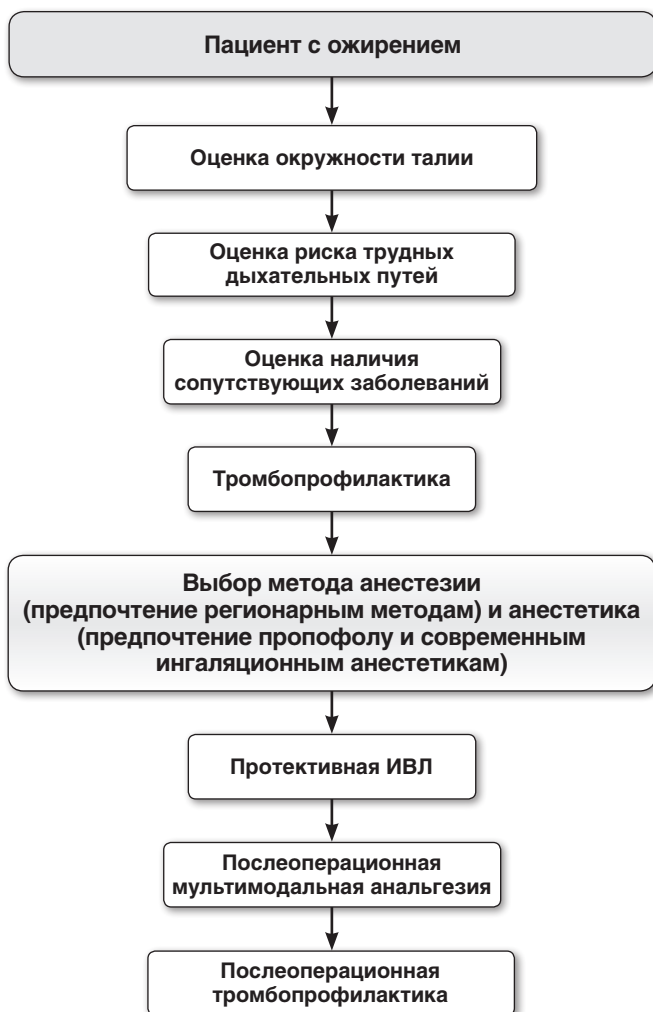 Пациент с ожирением
Оценка окружности талии
Оценка риска трудных
дыхательных путей
Оценка наличия
сопутствующих заболеваний
Тромбопрофилактика
Выбор метода анестезии
(предпочтение регионарным методам) и анестетика
(предпочтение пропофолу и современным
ингаляционным анестетикам)
Протективная ИВЛ
Послеоперационная
мультимодальная анальгезия
Послеоперационная
тромбопрофилактика